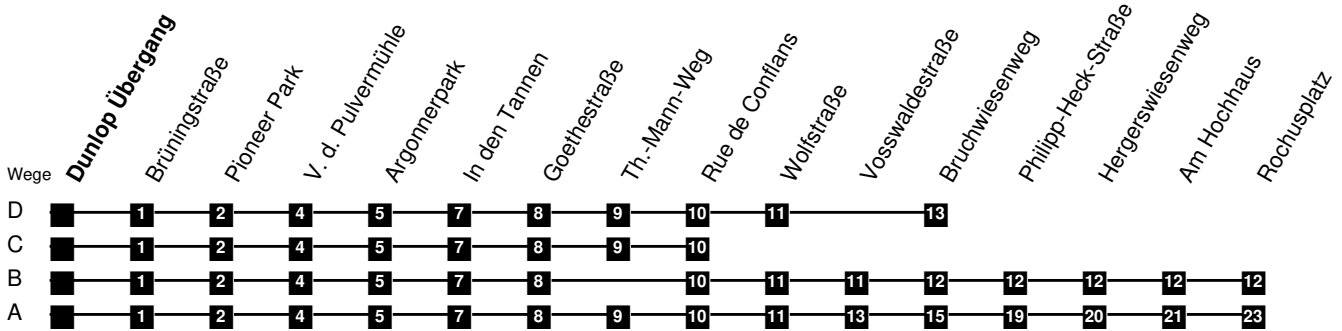 Wege Dunlop Übergang Brüningstraße Pioneer Park V. d. Pulvermühle Argonnerpark In den Tannen Goethestraße Th.-Mann-Weg Rue de Conflans Wolfstraße Vosswaldestraße Bruchwiesenweg Philipp-Heck-Straße Hergerswiesenweg Am Hochhaus Rochusplatz
D 1 2 4 5 7 8 9 10 11 13
C 1 2 4 5 7 8 9 10
B 1 2 4 5 7 8 10 11 11 12 12 12 12 12
A 1 2 4 5 7 8 9 10 11 13 15 19 20 21 23